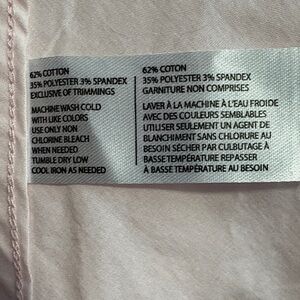 62% COTTON
35% POLYESTER 3% SPANDEX
EXCLUSIVE OF TRIMMINGS
MACHINE WASH COLD
WITH LIKE COLORS
USE ONLY NON
CHLORINE BLEACH
WHEN NEEDED
TUMBLE DRY LOW
COOL IRON AS NEEDED
62% COTON
35% POLYESTER 3% SPANDEX
GARNITURE NON COMPRISES
LAVER À LA MACHINE À L'EAU FROIDE
AVEC DES COULEURS SEMBLABLES
UTILISER SEULEMENT UN AGENT DE
BLANCHIMENT SANS CHLORURE AU
BESOIN SÉCHER PAR CULBUTAGE À
BASSE TEMPÉRATURE REPASSER
À BASSE TEMPÉRATURE AU BESOIN